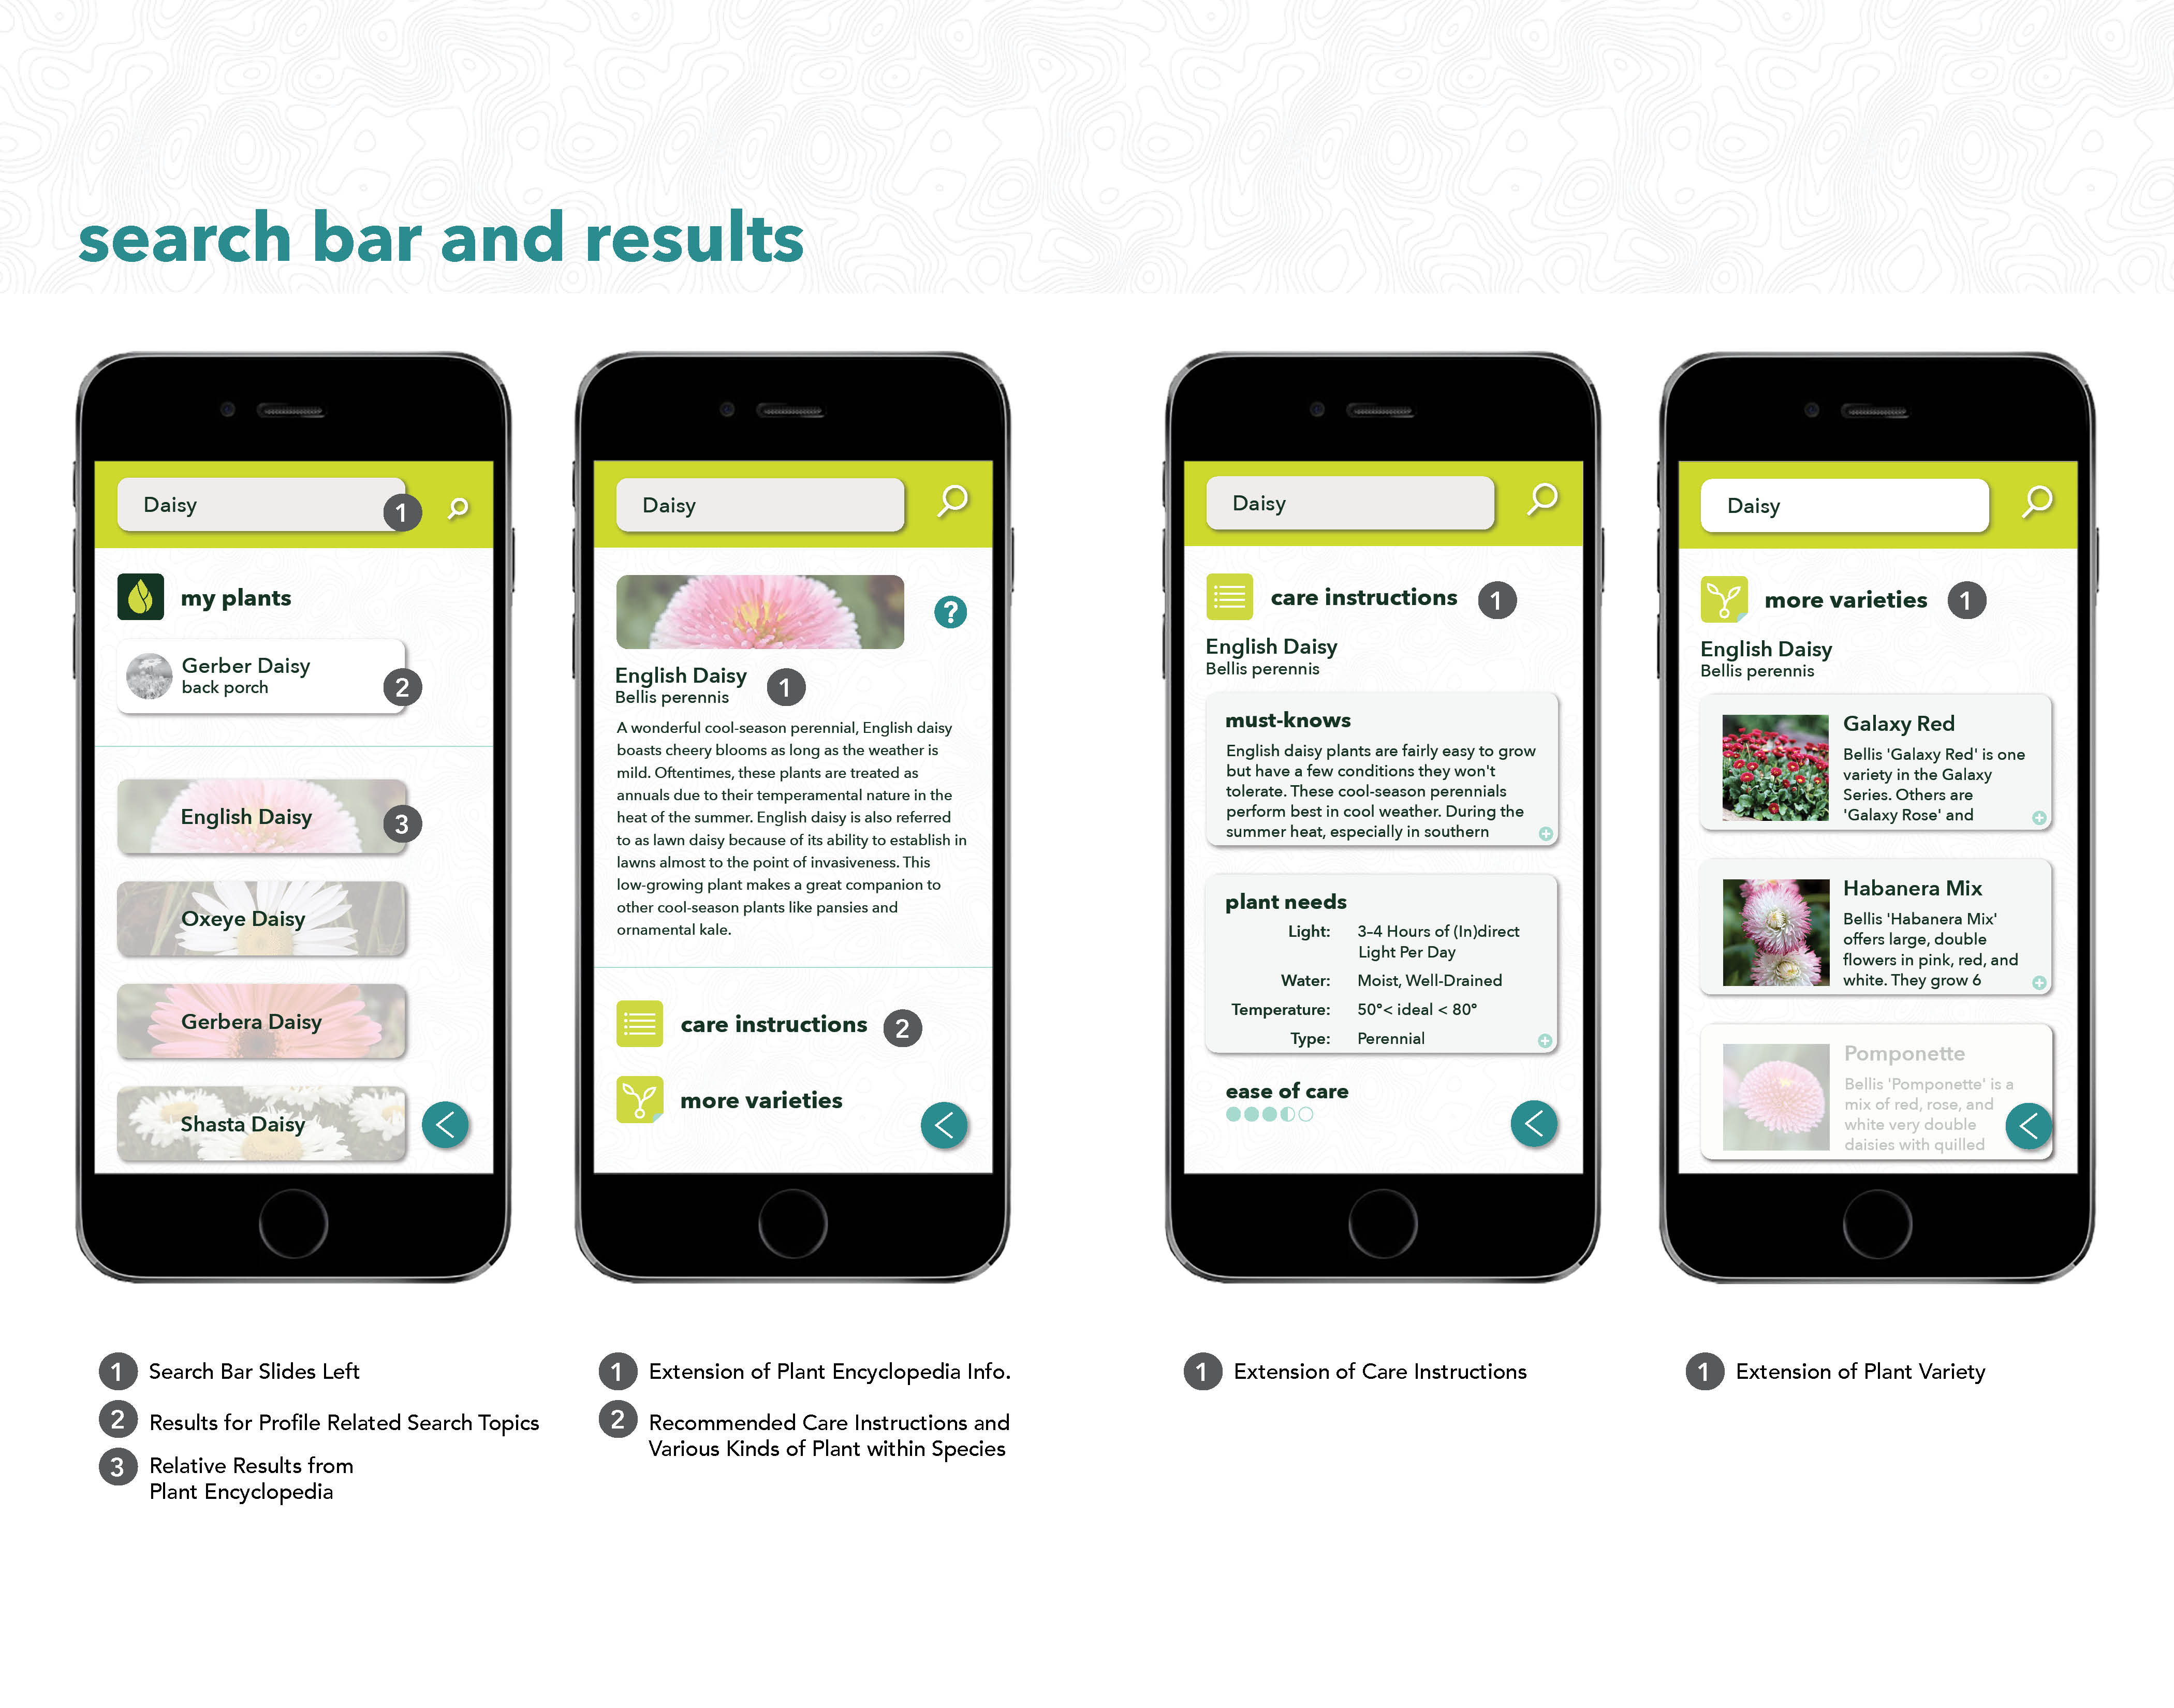 search bar and results
Daisy
1
my plants
Gerber Daisy
back porch
2
English Daisy
3
Oxeye Daisy
Gerbera Daisy
Shasta Daisy
<
1 Search Bar Slides Left
2 Results for Profile Related Search Topics
3 Relative Results from
Plant Encyclopedia
Daisy
?
English Daisy
1
Bellis perennis
A wonderful cool-season perennial, English daisy
boasts cheery blooms as long as the weather is
mild. Oftentimes, these plants are treated as
annuals due to their temperamental nature in the
heat of the summer. English daisy is also referred
to as lawn daisy because of its ability to establish in
lawns almost to the point of invasiveness. This
low-growing plant makes a great companion to
other cool-season plants like pansies and
ornamental kale.
care instructions
2
more varieties
<
1 Extension of Plant Encyclopedia Info.
2 Recommended Care Instructions and
Various Kinds of Plant within Species
Daisy
care instructions
1
English Daisy
Bellis perennis
must-knows
English daisy plants are fairly easy to grow
but have a few conditions they won't
tolerate. These cool-season perennials
perform best in cool weather. During the
summer heat, especially in southern
+
plant needs
Light: 3–4 Hours of (In)direct
Light Per Day
Water: Moist, Well-Drained
Temperature: 50°< ideal < 80°
Type: Perennial
+
ease of care
<
1 Extension of Care Instructions
Daisy
more varieties
1
English Daisy
Bellis perennis
Galaxy Red
Bellis 'Galaxy Red' is one
variety in the Galaxy
Series. Others are
'Galaxy Rose' and
+
Habanera Mix
Bellis 'Habanera Mix'
offers large, double
flowers in pink, red, and
white. They grow 6
+
Pomponette
Bellis 'Pomponette' is a
mix of red, rose, and
white very double
daisies with quilled
<
1 Extension of Plant Variety